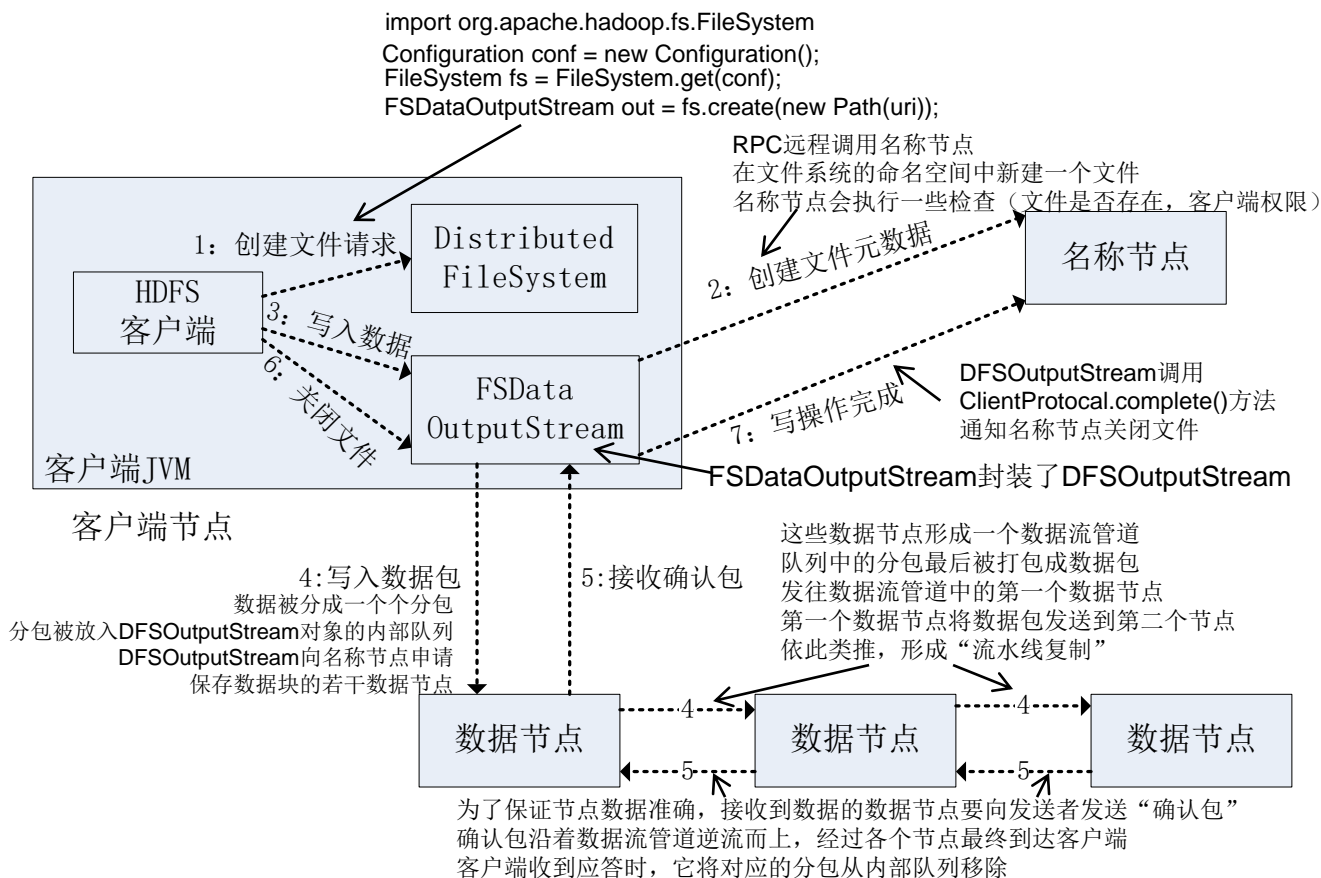 import org.apache.hadoop.fs.FileSystem
Configuration conf = new Configuration();
FileSystem fs = FileSystem.get(conf);
FSDataOutputStream out = fs.create(new Path(uri));
RPC远程调用名称节点
在文件系统的命名空间中新建一个文件
名称节点会执行一些检查（文件是否存在，客户端权限）
1：创建文件请求
Distributed
FileSystem
2：创建文件元数据
名称节点
HDFS
客户端
3：写入数据
6：关闭文件
FSData
OutputStream
7：写操作完成
DFSOutputStream调用
ClientProtocal.complete()方法
通知名称节点关闭文件
客户端JVM
FSDataOutputStream封装了DFSOutputStream
客户端节点
这些数据节点形成一个数据流管道
队列中的分包最后被打包成数据包
发往数据流管道中的第一个数据节点
第一个数据节点将数据包发送到第二个节点
依此类推，形成“流水线复制”
4:写入数据包
5:接收确认包
数据被分成一个个分包
分包被放入DFSOutputStream对象的内部队列
DFSOutputStream向名称节点申请
保存数据块的若干数据节点
数据节点
4
数据节点
4
数据节点
5
5
为了保证节点数据准确，接收到数据的数据节点要向发送者发送“确认包”
确认包沿着数据流管道逆流而上，经过各个节点最终到达客户端
客户端收到应答时，它将对应的分包从内部队列移除